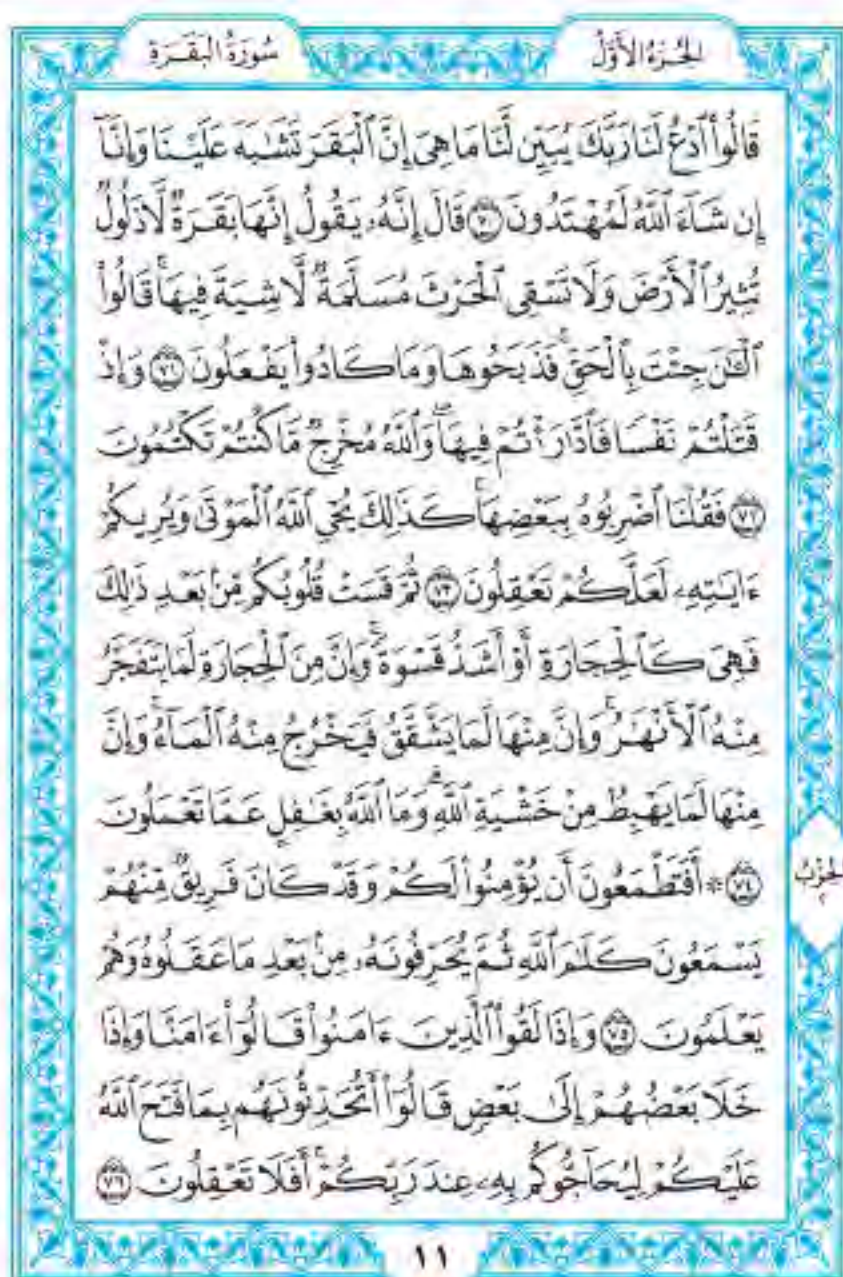 الجُزْءُ الأَوَّلُ
سُورَةُ البَقَرَةِ
قَالُواْ ٱدْعُ لَنَا رَبَّكَ يُبَيِّن لَّنَا مَا هِىَ إِنَّ ٱلْبَقَرَ تَشَـٰبَهَ عَلَيْنَا وَإِنَّآ
إِن شَآءَ ٱللَّهُ لَمُهْتَدُونَ ٧٠ قَالَ إِنَّهُۥ يَقُولُ إِنَّهَا بَقَرَةٌ لَّا ذَلُولٌ
تُثِيرُ ٱلْأَرْضَ وَلَا تَسْقِى ٱلْحَرْثَ مُسَلَّمَةٌ لَّا شِيَةَ فِيهَاۚ قَالُواْ
ٱلْـَٔـٰنَ جِئْتَ بِٱلْحَقِّۚ فَذَبَحُوهَا وَمَا كَادُواْ يَفْعَلُونَ ٧١ وَإِذْ
قَتَلْتُمْ نَفْسًا فَٱدَّٰرَْٰٔتُمْ فِيهَاۖ وَٱللَّهُ مُخْرِجٌ مَّا كُنتُمْ تَكْتُمُونَ
٧٢ فَقُلْنَا ٱضْرِبُوهُ بِبَعْضِهَاۚ كَذَٰلِكَ يُحْىِ ٱللَّهُ ٱلْمَوْتَىٰ وَيُرِيكُمْ
ءَايَـٰتِهِۦ لَعَلَّكُمْ تَعْقِلُونَ ٧٣ ثُمَّ قَسَتْ قُلُوبُكُم مِّنۢ بَعْدِ ذَٰلِكَ
فَهِىَ كَٱلْحِجَارَةِ أَوْ أَشَدُّ قَسْوَةًۚ وَإِنَّ مِنَ ٱلْحِجَارَةِ لَمَا يَتَفَجَّرُ
مِنْهُ ٱلْأَنْهَـٰرُۚ وَإِنَّ مِنْهَا لَمَا يَشَّقَّقُ فَيَخْرُجُ مِنْهُ ٱلْمَآءُۚ وَإِنَّ
مِنْهَا لَمَا يَهْبِطُ مِنْ خَشْيَةِ ٱللَّهِۗ وَمَا ٱللَّهُ بِغَـٰفِلٍ عَمَّا تَعْمَلُونَ
٧٤ ۞ أَفَتَطْمَعُونَ أَن يُؤْمِنُواْ لَكُمْ وَقَدْ كَانَ فَرِيقٌ مِّنْهُمْ
الحِزْبُ
٢
يَسْمَعُونَ كَلَـٰمَ ٱللَّهِ ثُمَّ يُحَرِّفُونَهُۥ مِنۢ بَعْدِ مَا عَقَلُوهُ وَهُمْ
يَعْلَمُونَ ٧٥ وَإِذَا لَقُواْ ٱلَّذِينَ ءَامَنُواْ قَالُوٓاْ ءَامَنَّا وَإِذَا
خَلَا بَعْضُهُمْ إِلَىٰ بَعْضٍ قَالُوٓاْ أَتُحَدِّثُونَهُم بِمَا فَتَحَ ٱللَّهُ
عَلَيْكُمْ لِيُحَآجُّوكُم بِهِۦ عِندَ رَبِّكُمْۚ أَفَلَا تَعْقِلُونَ ٧٦
١١